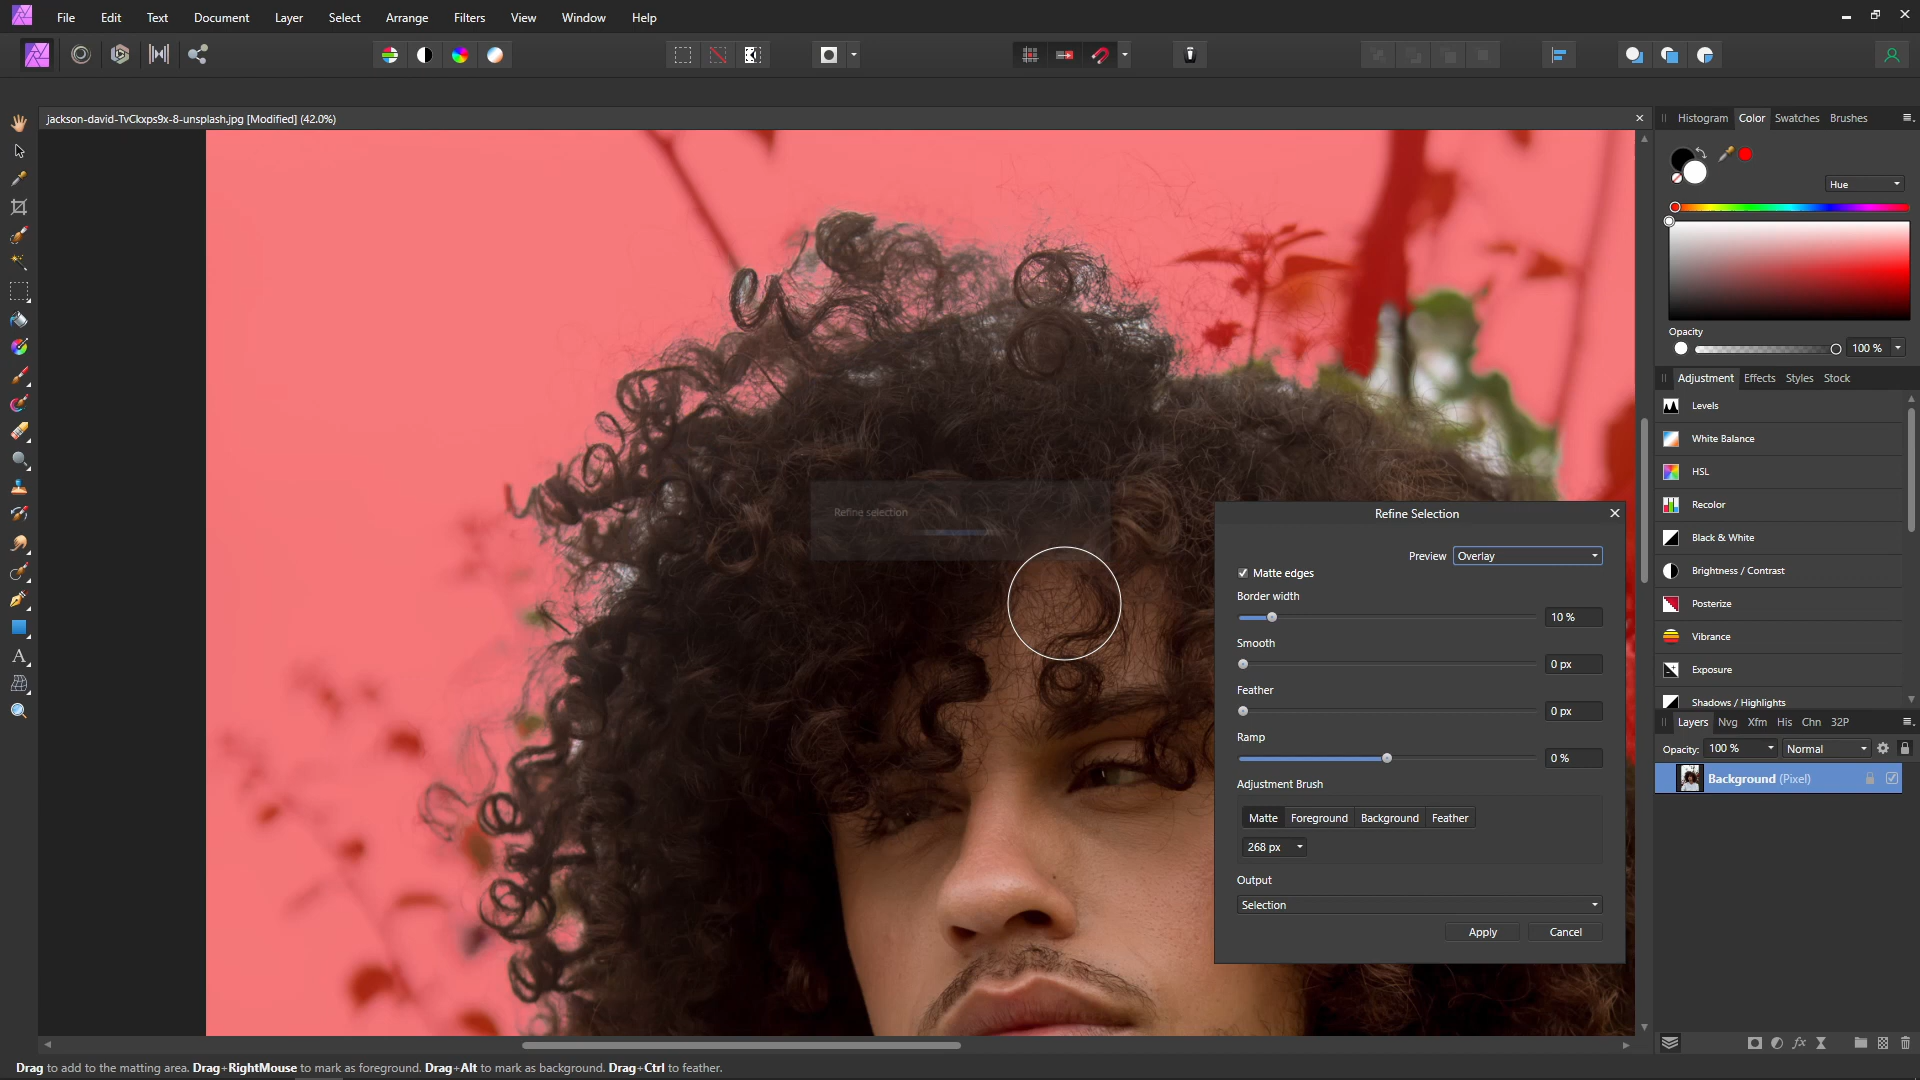 File Edit Text Document Layer Select Arrange Filters View Window Help
jackson-david-TvCkxps9x-8-unsplash.jpg [Modified] (42.0%)
Histogram Color Swatches Brushes
Hue
Opacity
100 %
Adjustment Effects Styles Stock
Levels
White Balance
HSL
Recolor
Black & White
Brightness / Contrast
Posterize
Vibrance
Exposure
Shadows / Highlights
Layers Nvg Xfm His Chn 32P
Opacity: 100 % Normal
Background (Pixel)
Refine selection
Refine Selection
Preview Overlay
Matte edges
Border width
10 %
Smooth
0 px
Feather
0 px
Ramp
0 %
Adjustment Brush
Matte Foreground Background Feather
268 px
Output
Selection
Apply Cancel
Drag to add to the matting area. Drag+RightMouse to mark as foreground. Drag+Alt to mark as background. Drag+Ctrl to feather.